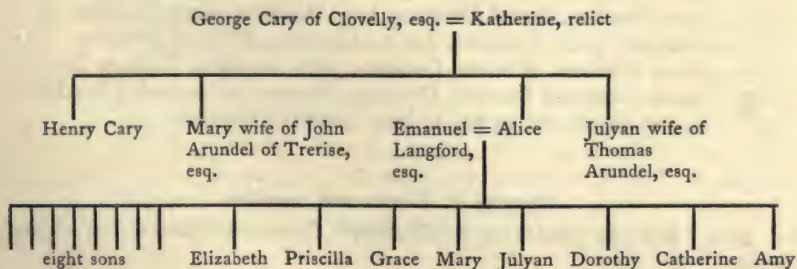 George Cary of Clovelly, esq. = Katherine, relict
Henry Cary
Mary wife of John
Arundel of Trerise,
esq.
Emanuel = Alice
Langford,
esq.
Julyan wife of
Thomas
Arundel, esq.
eight sons
Elizabeth
Priscilla
Grace
Mary
Julyan
Dorothy
Catherine
Amy